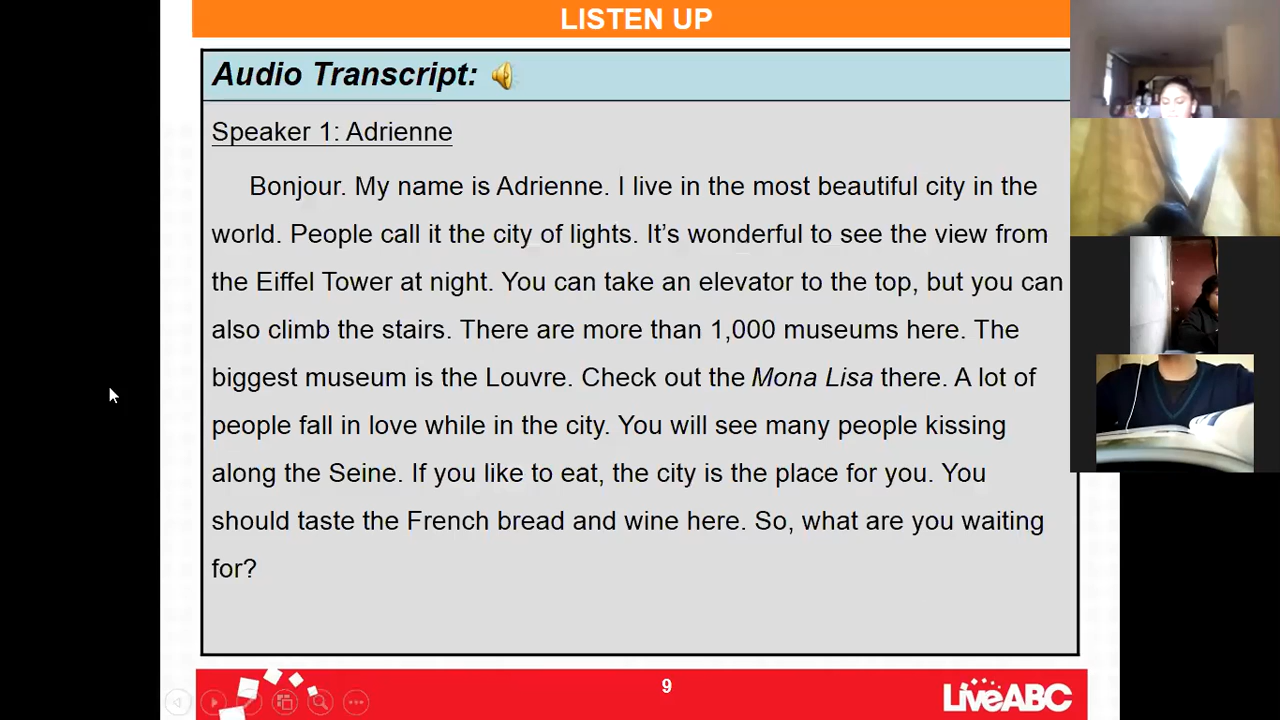 LISTEN UP
Audio Transcript:
Speaker 1: Adrienne
Bonjour. My name is Adrienne. I live in the most beautiful city in the
world. People call it the city of lights. It's wonderful to see the view from
the Eiffel Tower at night. You can take an elevator to the top, but you can
also climb the stairs. There are more than 1,000 museums here. The
biggest museum is the Louvre. Check out the Mona Lisa there. A lot of
people fall in love while in the city. You will see many people kissing
along the Seine. If you like to eat, the city is the place for you. You
should taste the French bread and wine here. So, what are you waiting
for?
9
LiveABC